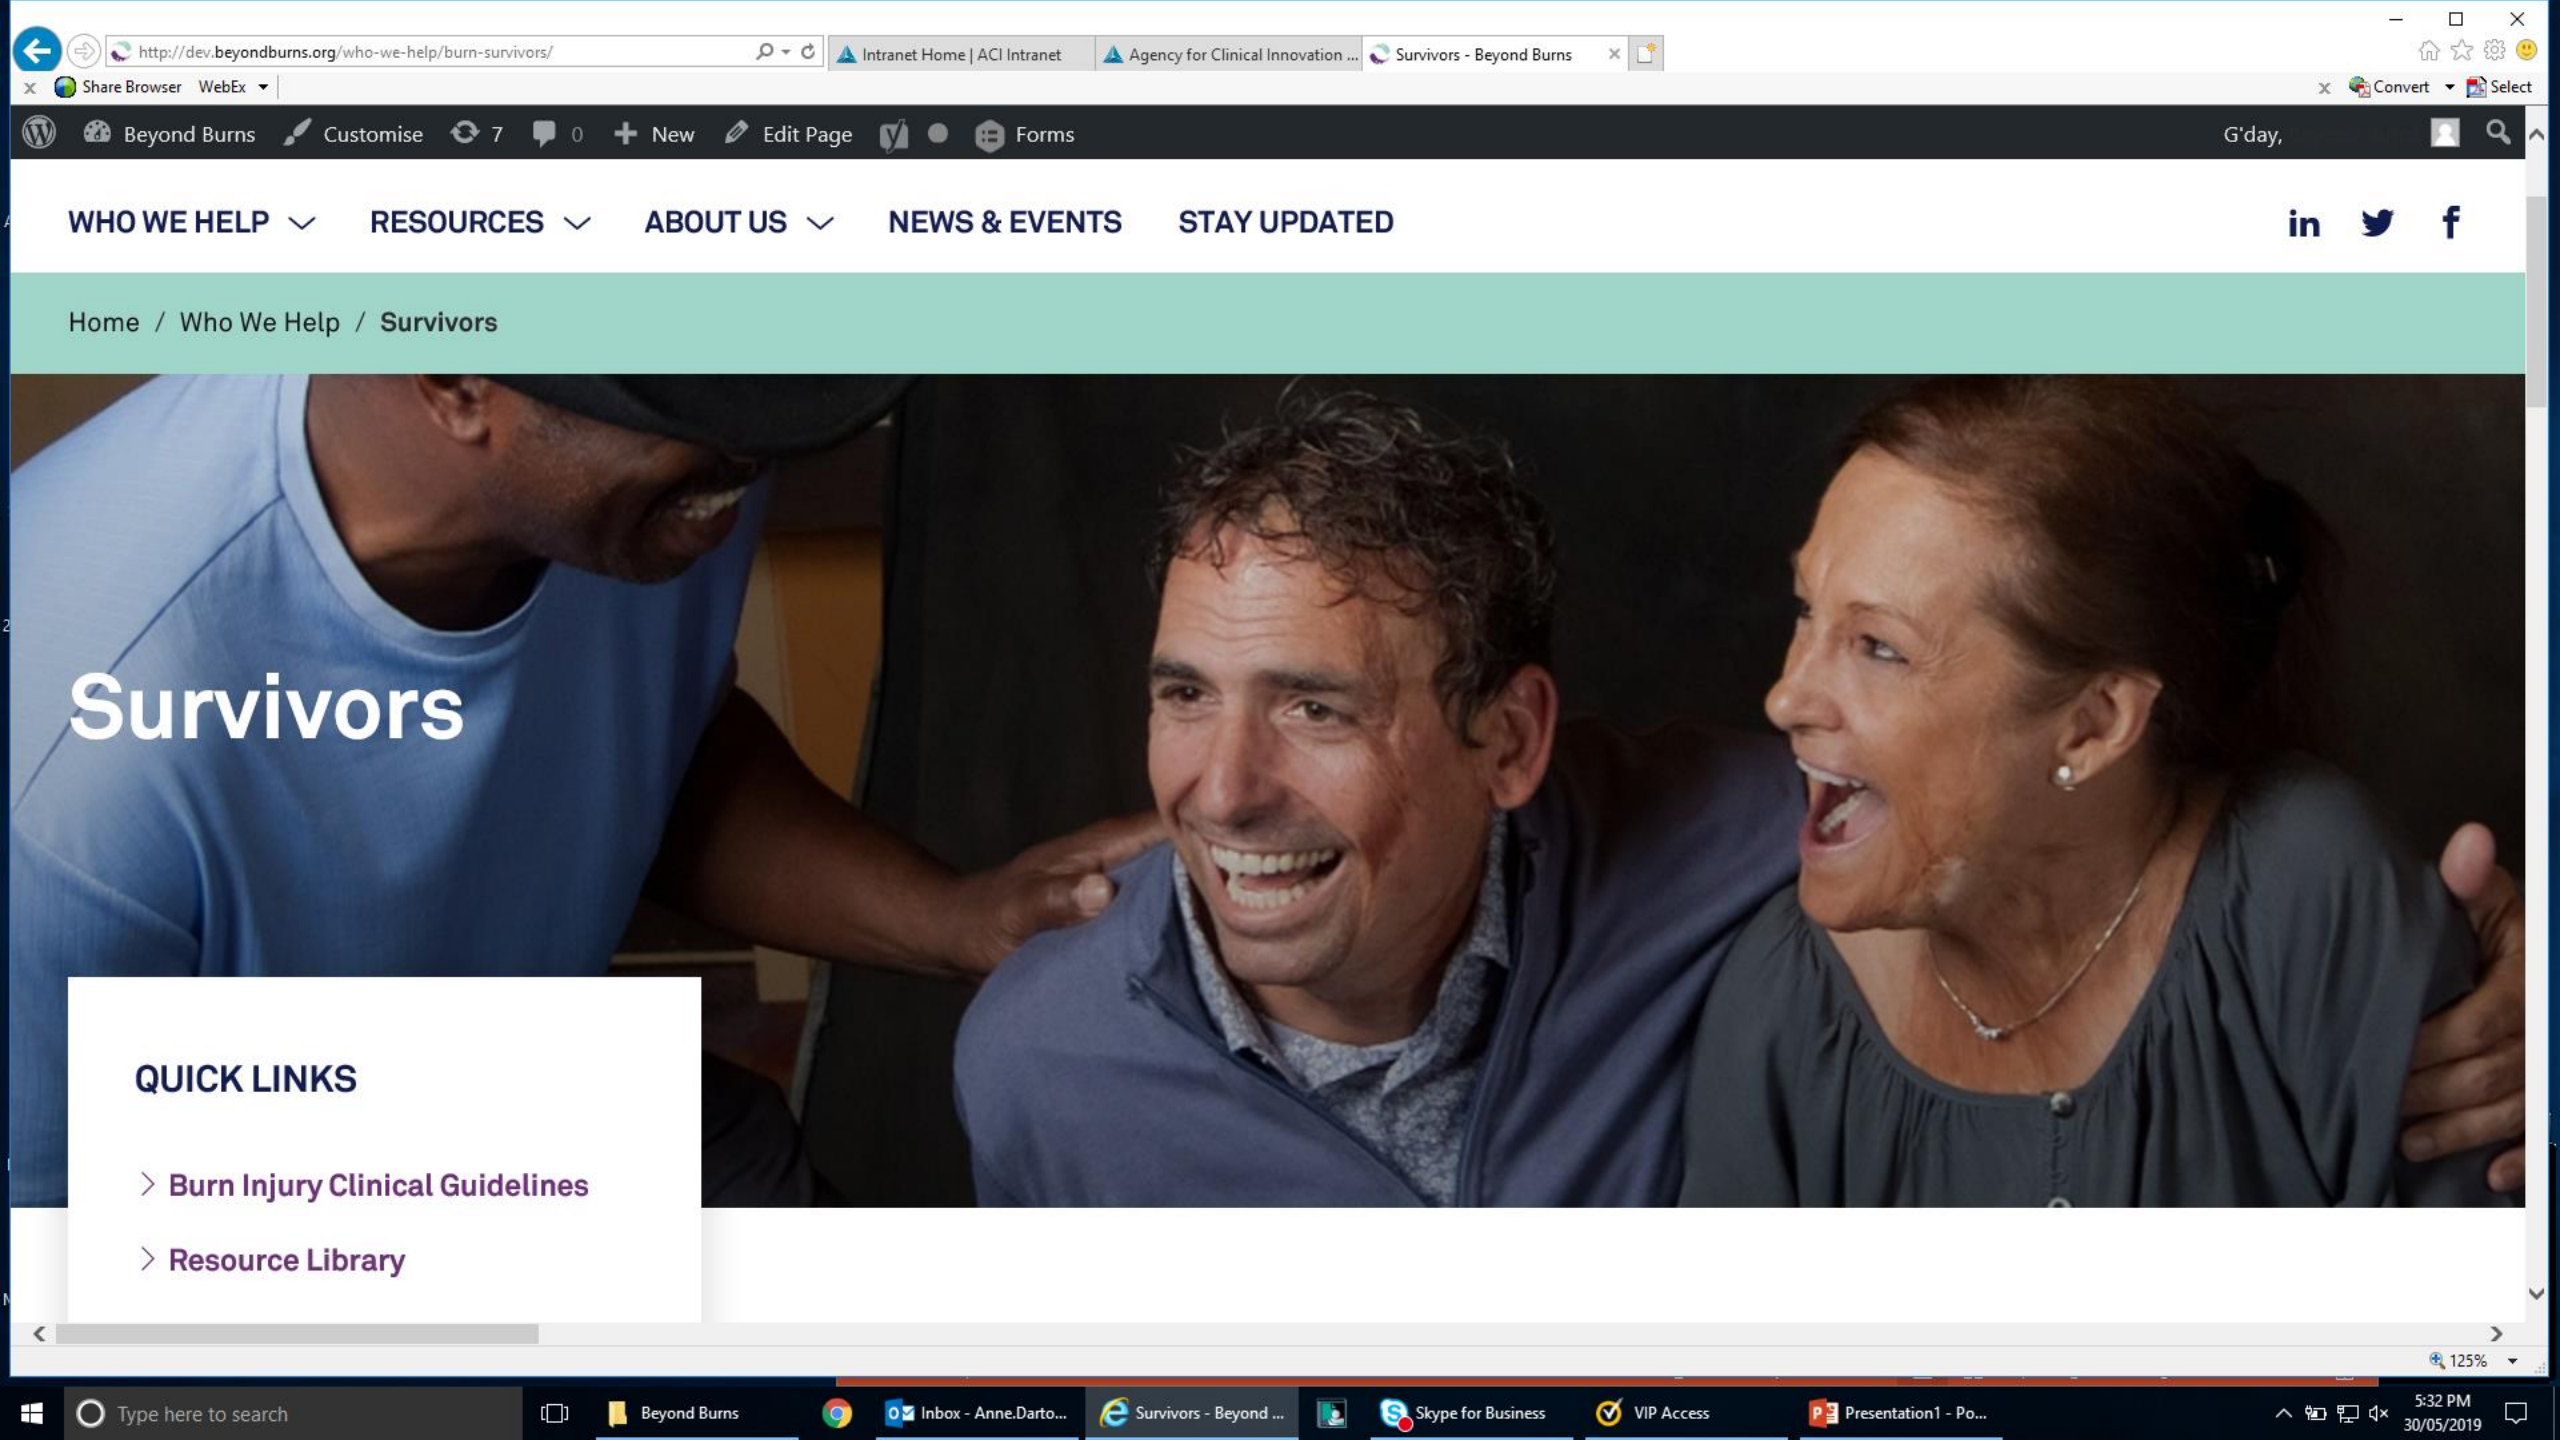 http://dev.beyondburns.org/who-we-help/burn-survivors/
Intranet Home | ACI Intranet
Agency for Clinical Innovation ...
Survivors - Beyond Burns
Share Browser WebEx
Convert
Select
Beyond Burns
Customise
7
0
New
Edit Page
Forms
G'day,
WHO WE HELP
RESOURCES
ABOUT US
NEWS & EVENTS
STAY UPDATED
in
f
Home / Who We Help / Survivors
Survivors
QUICK LINKS
Burn Injury Clinical Guidelines
Resource Library
125%
Type here to search
Beyond Burns
Inbox - Anne.Darto...
Survivors - Beyond ...
Skype for Business
VIP Access
Presentation1 - Po...
5:32 PM
30/05/2019